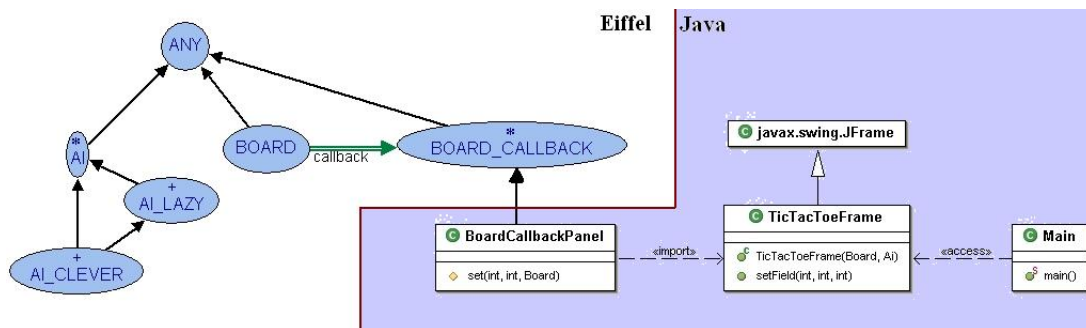 Eiffel Java
ANY
* AI
BOARD
callback
* BOARD_CALLBACK
+ AI_LAZY
+ AI_CLEVER
C javax.swing.JFrame
C BoardCallbackPanel
set(int, int, Board)
«import»
C TicTacToeFrame
C TicTacToeFrame(Board, Ai)
setField(int, int, int)
«access»
C Main
S main()